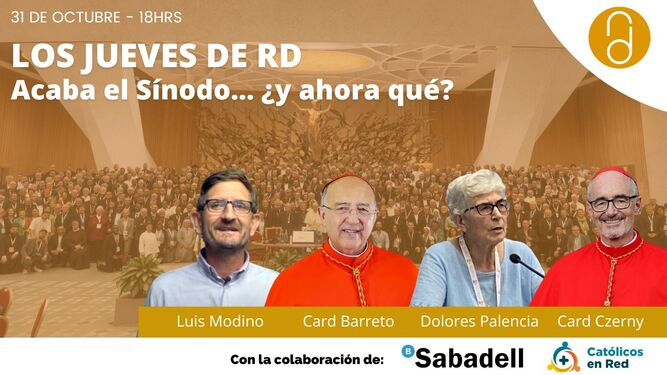 31 DE OCTUBRE - 18HRS
LOS JUEVES DE RD
Acaba el Sínodo... ¿y ahora qué?
Luis Modino
Card Barreto
Dolores Palencia
Card Czerny
Con la colaboración de:
B Sabadell
Católicos
en Red